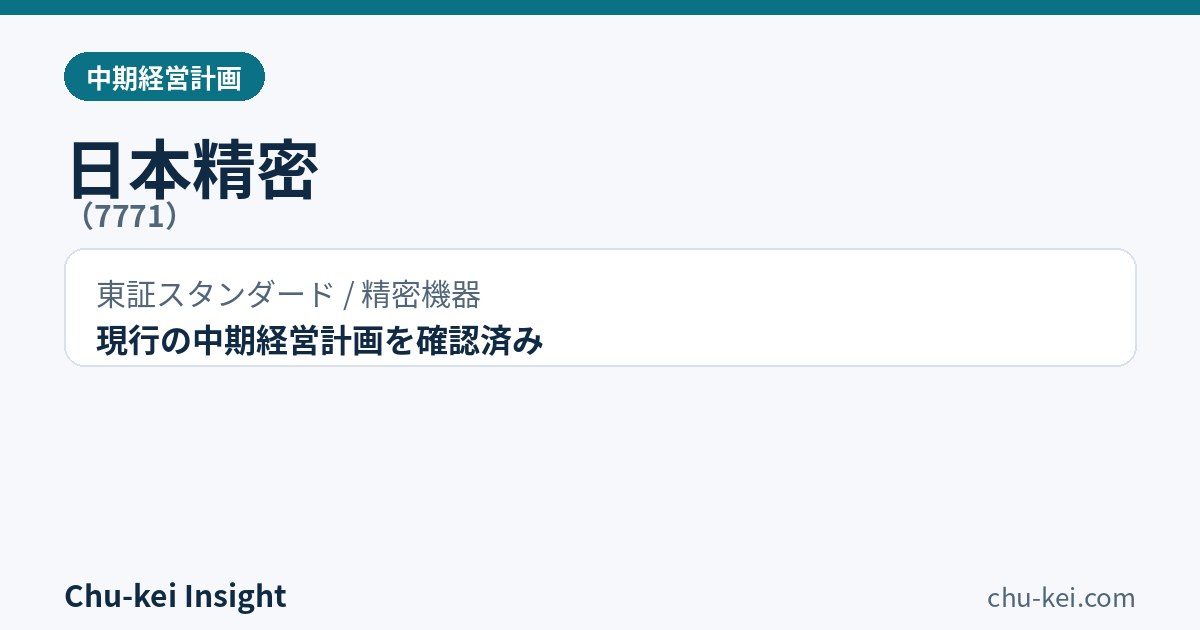 中期経営計画
日本精密
（7771）
東証スタンダード / 精密機器
現行の中期経営計画を確認済み
Chu-kei Insight
chu-kei.com